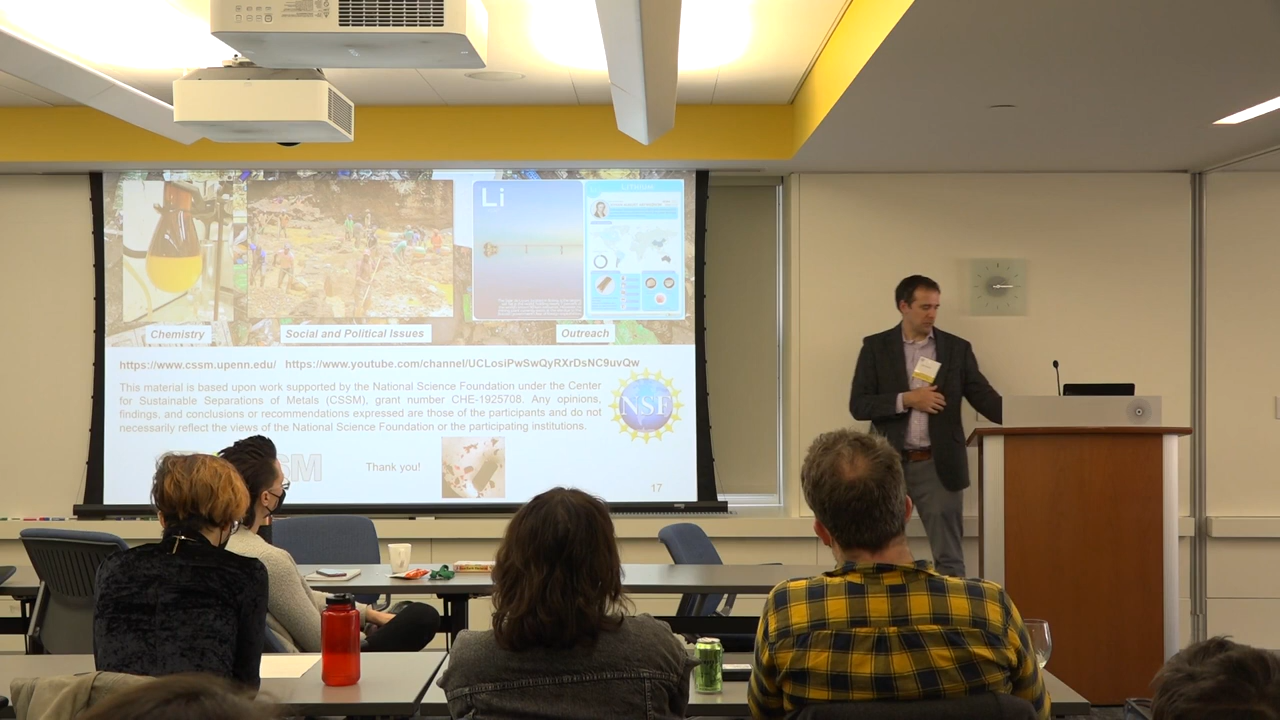 Li
LITHIUM
Chemistry
Social and Political Issues
Outreach
https://www.cssm.upenn.edu/ https://www.youtube.com/channel/UCLosiPwSwQyRXrDsNC9uvQw
This material is based upon work supported by the National Science Foundation under the Center
for Sustainable Separations of Metals (CSSM), grant number CHE-1925708. Any opinions,
findings, and conclusions or recommendations expressed are those of the participants and do not
necessarily reflect the views of the National Science Foundation or the participating institutions.
NSF
Thank you!
17